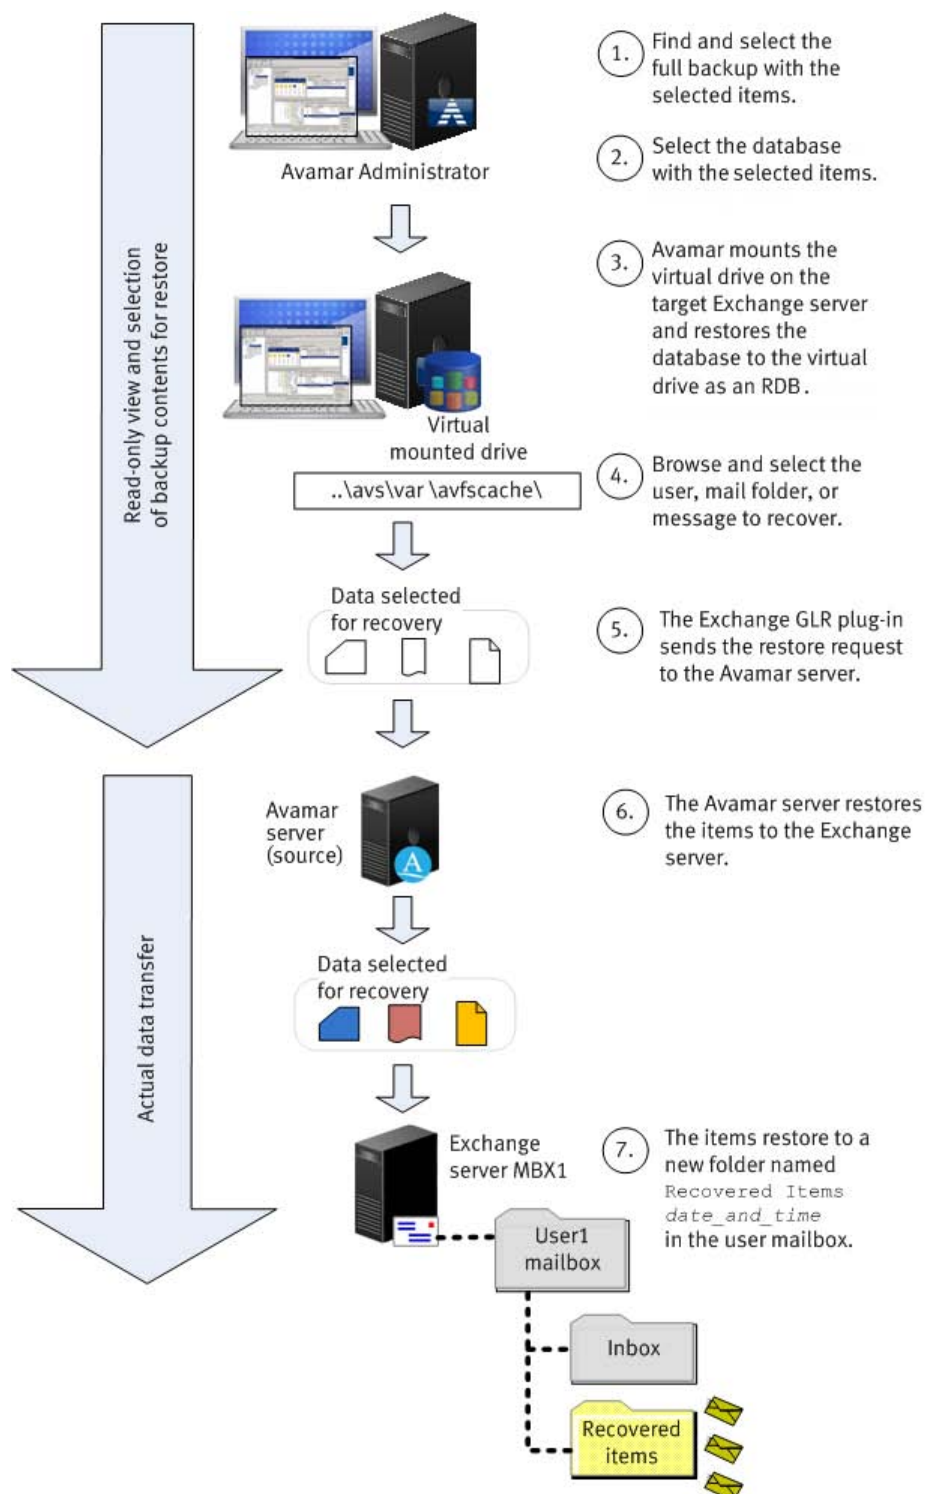 1.
Find and select the
full backup with the
selected items.
Avamar Administrator
2.
Select the database
with the selected items.
Read-only view and selection
of backup contents for restore
3.
Avamar mounts the
virtual drive on the
target Exchange server
and restores the
database to the virtual
drive as an RDB.
Virtual
mounted drive
..\avs\var \avfscache\
4.
Browse and select the
user, mail folder, or
message to recover.
Data selected
for recovery
5.
The Exchange GLR plug-in
sends the restore request
to the Avamar server.
Actual data transfer
Avamar
server
(source)
A
6.
The Avamar server restores
the items to the Exchange
server.
Data selected
for recovery
Exchange
server MBX1
7.
The items restore to a
new folder named
Recovered Items
date_and_time
in the user mailbox.
User1
mailbox
Inbox
Recovered
items